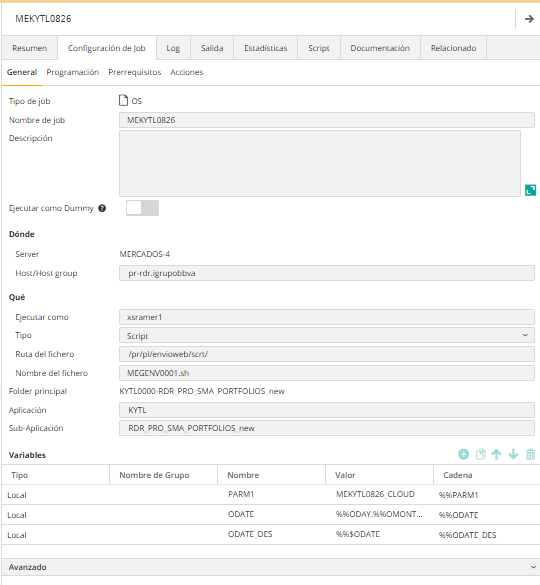 MEKYTL0826
Resumen Configuración de Job Log Salida Estadísticas Script Documentación Relacionado
General Programación Prerrequisitos Acciones
Tipo de job OS
Nombre de job MEKYTL0826
Descripción
Ejecutar como Dummy ?
Dónde
Server MERCADOS-4
Host/Host group pr-rdr.igrupobbva
Qué
Ejecutar como xsramer1
Tipo Script
Ruta del fichero /pr/pl/envioweb/scrt/
Nombre del fichero MEGENV0001.sh
Folder principal KYTL0000-RDR_PRO_SMA_PORTFOLIOS_new
Aplicación KYTL
Sub-Aplicación RDR_PRO_SMA_PORTFOLIOS_new
Variables
Tipo Nombre de Grupo Nombre Valor Cadena
Local PARM1 MEKYTL0826_CLOUD %%PARM1
Local ODATE %%ODAY.%%OMONT... %%ODATE
Local ODATE_DES %%$ODATE %%ODATE_DES
Avanzado